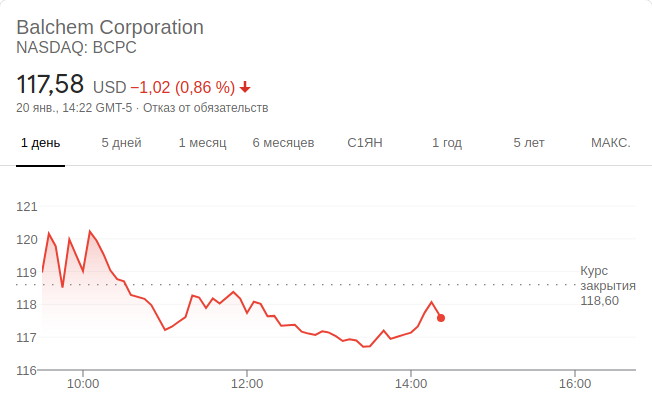 Balchem Corporation
NASDAQ: BCPC
117,58 USD −1,02 (0,86 %)
20 янв., 14:22 GMT-5 · Отказ от обязательств
1 день 5 дней 1 месяц 6 месяцев С1ЯН 1 год 5 лет МАКС.
121
120
119
118
117
116
Курс
закрытия
118,60
10:00 12:00 14:00 16:00